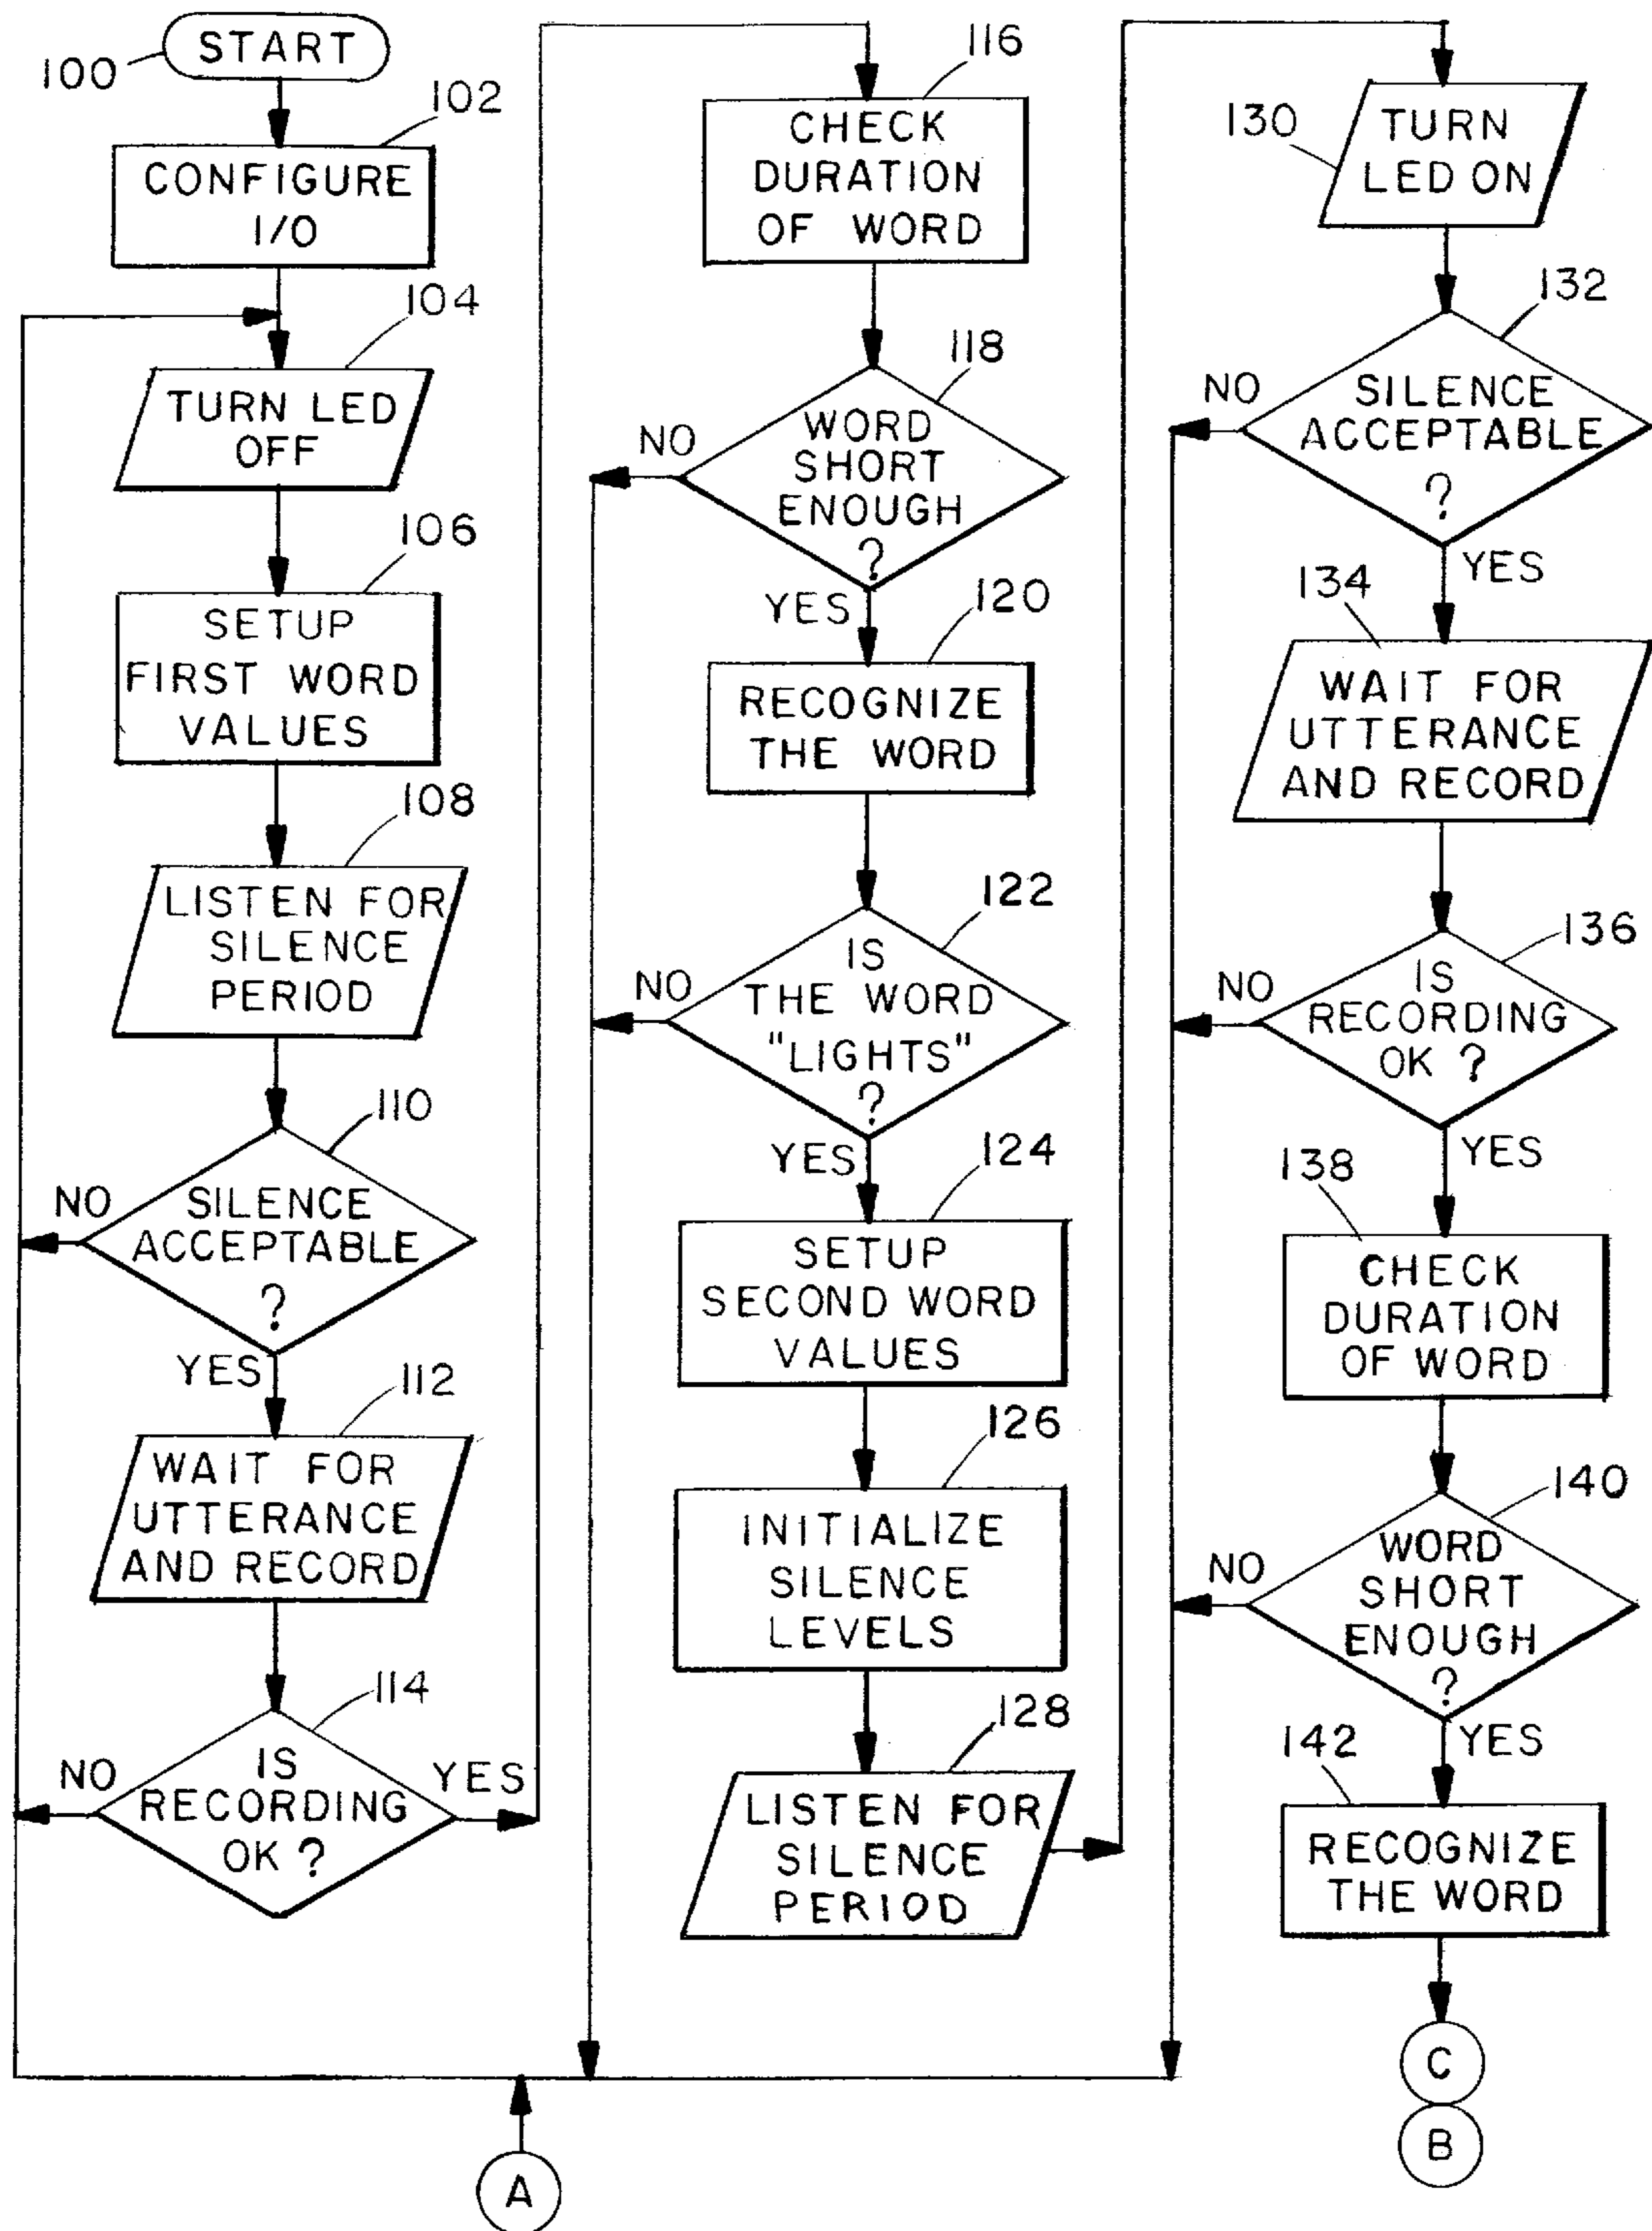 START
100
102
CONFIGURE
I/O
104
TURN LED
OFF
106
SETUP
FIRST WORD
VALUES
108
LISTEN FOR
SILENCE
PERIOD
110
NO
SILENCE
ACCEPTABLE
?
YES
112
WAIT FOR
UTTERANCE
AND RECORD
114
NO
IS
RECORDING
OK ?
YES
116
CHECK
DURATION
OF WORD
118
NO
WORD
SHORT
ENOUGH
?
YES
120
RECOGNIZE
THE WORD
122
NO
IS
THE WORD
"LIGHTS"
?
YES
124
SETUP
SECOND WORD
VALUES
126
INITIALIZE
SILENCE
LEVELS
128
LISTEN FOR
SILENCE
PERIOD
130
TURN
LED ON
132
NO
SILENCE
ACCEPTABLE
?
YES
134
WAIT FOR
UTTERANCE
AND RECORD
136
NO
IS
RECORDING
OK ?
YES
138
CHECK
DURATION
OF WORD
140
NO
WORD
SHORT
ENOUGH
?
YES
142
RECOGNIZE
THE WORD
C
B
A